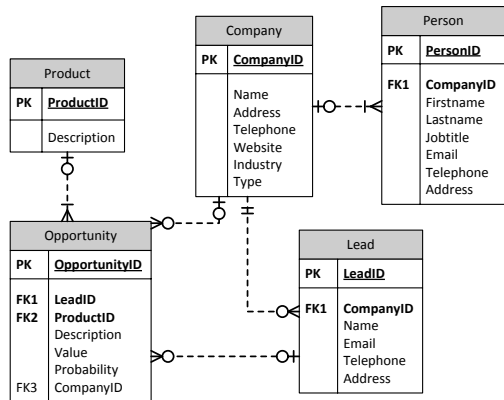 Product
PK ProductID
Description
Company
PK CompanyID
Name
Address
Telephone
Website
Industry
Type
Person
PK PersonID
FK1 CompanyID
Firstname
Lastname
Jobtitle
Email
Telephone
Address
Opportunity
PK OpportunityID
FK1 LeadID
FK2 ProductID
Description
Value
Probability
FK3 CompanyID
Lead
PK LeadID
FK1 CompanyID
Name
Email
Telephone
Address